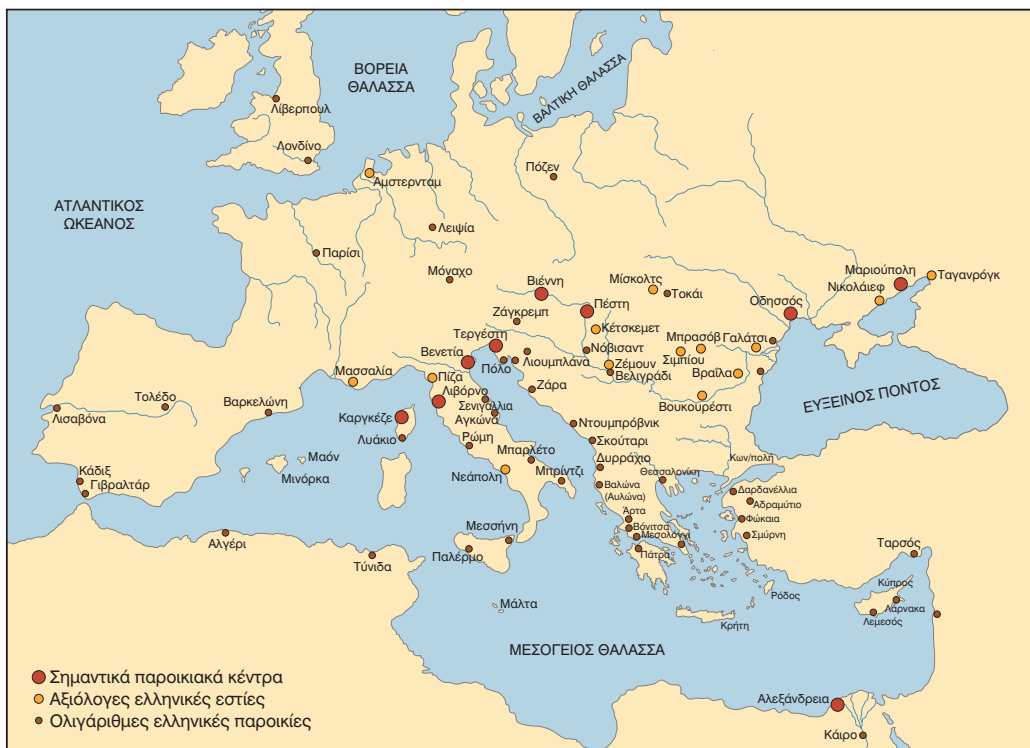 ΒΟΡΕΙΑ
ΘΑΛΑΣΣΑ
ΒΑΛΤΙΚΗ ΘΑΛΑΣΣΑ
Λίβερπουλ
Λονδίνο
Άμστερνταμ
Πόζεν
ΑΤΛΑΝΤΙΚΟΣ
ΩΚΕΑΝΟΣ
Λειψία
Παρίσι
Μόναχο
Βιέννη
Μίσκολτς
Τοκάι
Μαριούπολη
Ταγανρόγκ
Νικολάιεφ
Οδησσός
Πέστη
Ζάγκρεμπ
Κέτσκεμετ
Τεργέστη
Βενετία
Νόβισαντ
Μπρασόβ
Γαλάτσι
Σιμπίου
Λιουμπλάνα
Πόλο
Ζέμουν
Βελιγράδι
Βραΐλα
Μασσαλία
Πίζα
Λιβόρνο
Ζάρα
Βουκουρέστι
Σενιγάλλια
Αγκώνα
ΕΥΞΕΙΝΟΣ ΠΟΝΤΟΣ
Τολέδο
Βαρκελώνη
Λισαβόνα
Καργκέζε
Λυάκιο
Ρώμη
Ντουμπρόβνικ
Σκούταρι
Μπαρλέτο
Κων/πολη
Δυρράχιο
Θεσσαλονίκη
Μαόν
Μινόρκα
Κάδιξ
Γιβραλτάρ
Νεάπολη
Μπρίντζι
Βαλώνα
(Αυλώνα)
Δαρδανέλλια
Αδραμύτιο
Άρτα
Βόνιτσα
Μεσολόγγι
Πάτρα
Φώκαια
Σμύρνη
Αλγέρι
Τύνιδα
Μεσσήνη
Παλέρμο
Ταρσός
Μάλτα
Ρόδος
Κύπρος
Λάρνακα
Λεμεσός
Κρήτη
ΜΕΣΟΓΕΙΟΣ ΘΑΛΑΣΣΑ
Σημαντικά παροικιακά κέντρα
Αξιόλογες ελληνικές εστίες
Ολιγάριθμες ελληνικές παροικίες
Αλεξάνδρεια
Κάιρο